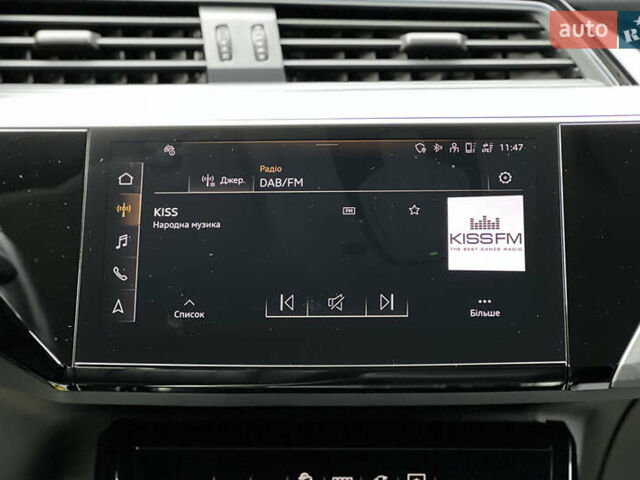 auto
R
11:47
Радіо
Джер.
DAB/FM
KISS
FM
Народна музика
KISSFM
THE BEST DANCE RADIO
Список
Більше